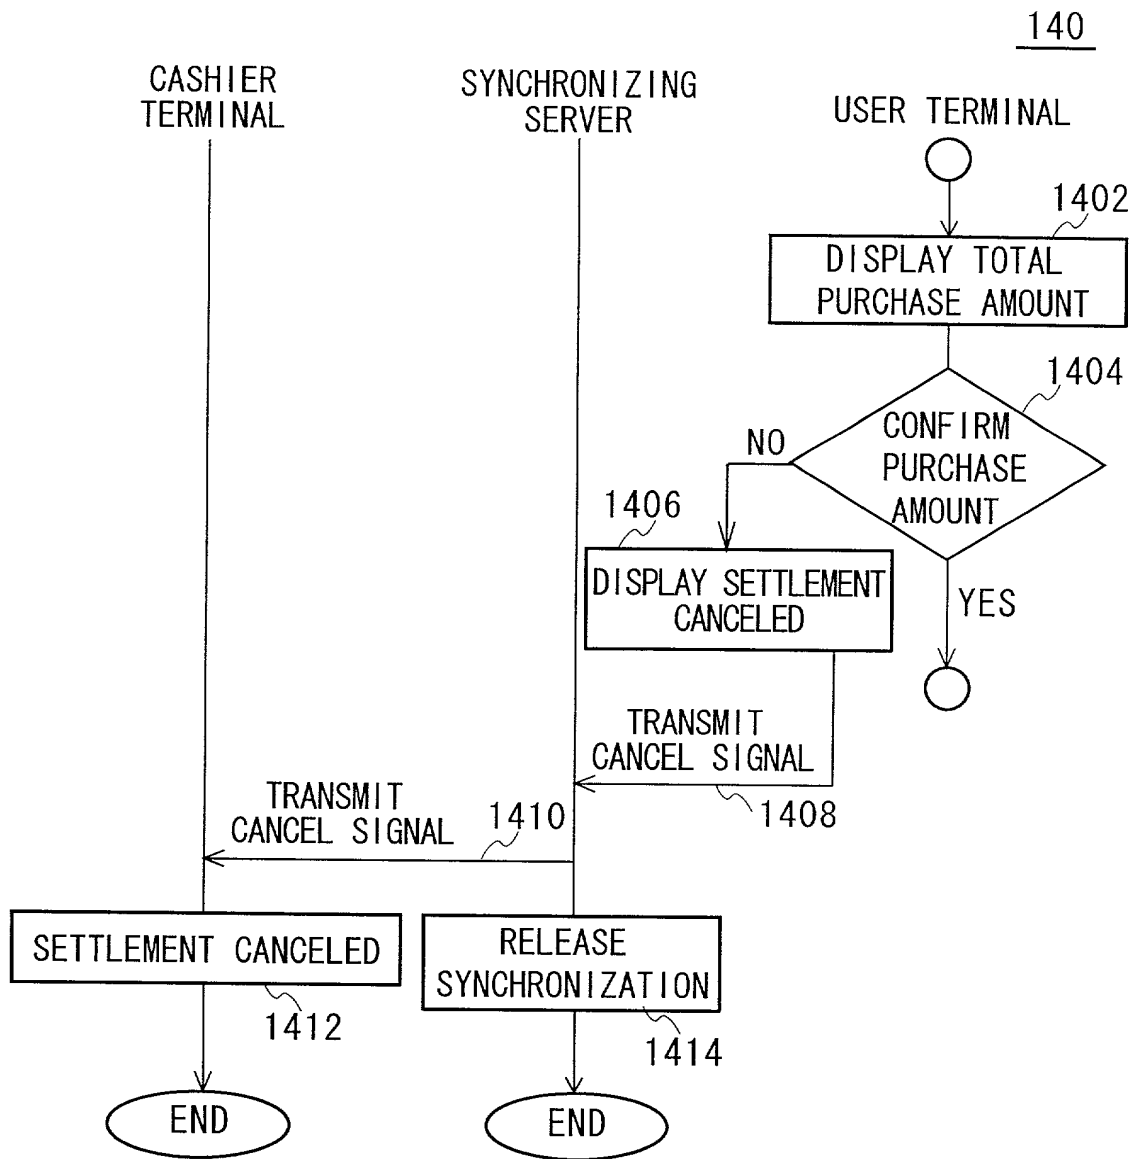 140
CASHIER
TERMINAL
SYNCHRONIZING
SERVER
USER TERMINAL
1402
DISPLAY TOTAL
PURCHASE AMOUNT
1404
CONFIRM
PURCHASE
AMOUNT
NO
YES
1406
DISPLAY SETTLEMENT
CANCELED
TRANSMIT
CANCEL SIGNAL
1408
TRANSMIT
CANCEL SIGNAL
1410
SETTLEMENT CANCELED
1412
RELEASE
SYNCHRONIZATION
1414
END
END